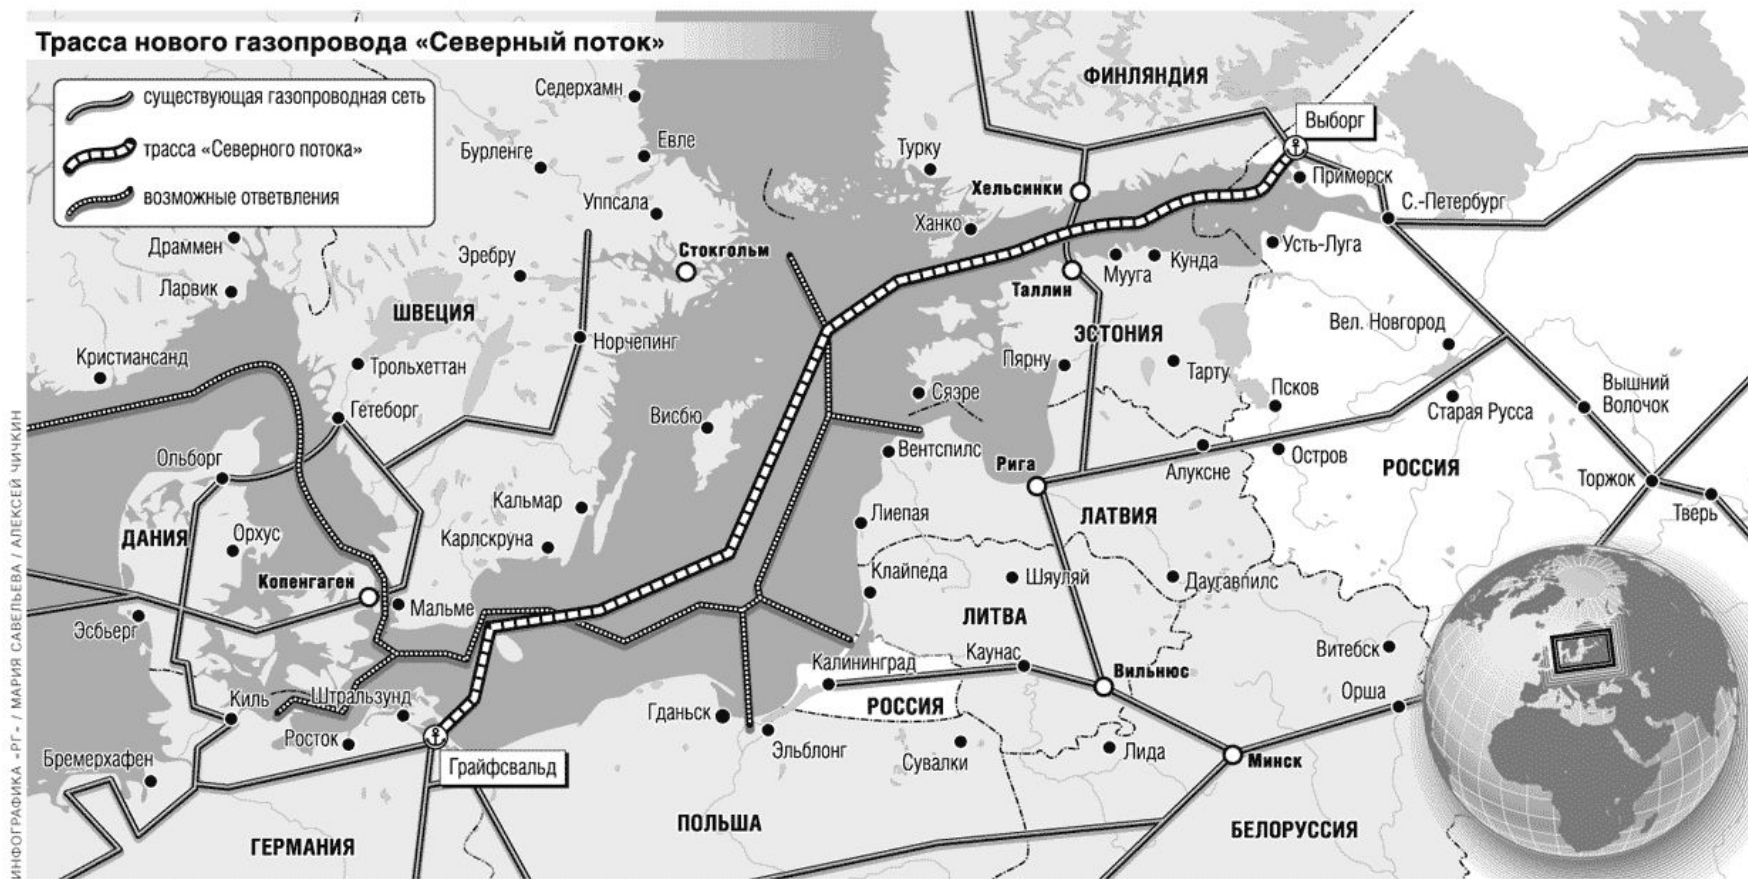 Трасса нового газопровода «Северный поток»
существующая газопроводная сеть
трасса «Северного потока»
возможные ответвления
ФИНЛЯНДИЯ
Седерхамн
Выборг
Евле
Бурленге
Турку
Приморск
Хельсинки
Уппсала
С.-Петербург
Ханко
Драммен
Стокгольм
Эребру
Усть-Луга
Мууга
Кунда
Ларвик
Таллин
ШВЕЦИЯ
Вел. Новгород
ЭСТОНИЯ
Норчепинг
Кристиансанд
Трольхеттан
Пярну
Тарту
Псков
Вышний
Волочок
Сяэре
Старая Русса
Гетеборг
Висбю
Вентспилс
Ольборг
Рига
Алуксне
Остров
РОССИЯ
Торжок
Кальмар
Лиепая
ЛАТВИЯ
Тверь
ДАНИЯ
Орхус
Карлскруна
Клайпеда
Шяуляй
Даугавпилс
Копенгаген
Мальме
ЛИТВА
Эсбьерг
Витебск
Калининград
Каунас
Вильнюс
Орша
Киль
Штральзунд
РОССИЯ
Гданьск
Росток
Эльблонг
Сувалки
Лида
Минск
Бремерхафен
Грайфсвальд
ПОЛЬША
БЕЛОРУССИЯ
ГЕРМАНИЯ
ИНФОГРАФИКА «РГ» / МАРИЯ САВЕЛЬЕВА / АЛЕКСЕЙ ЧИЧКИН